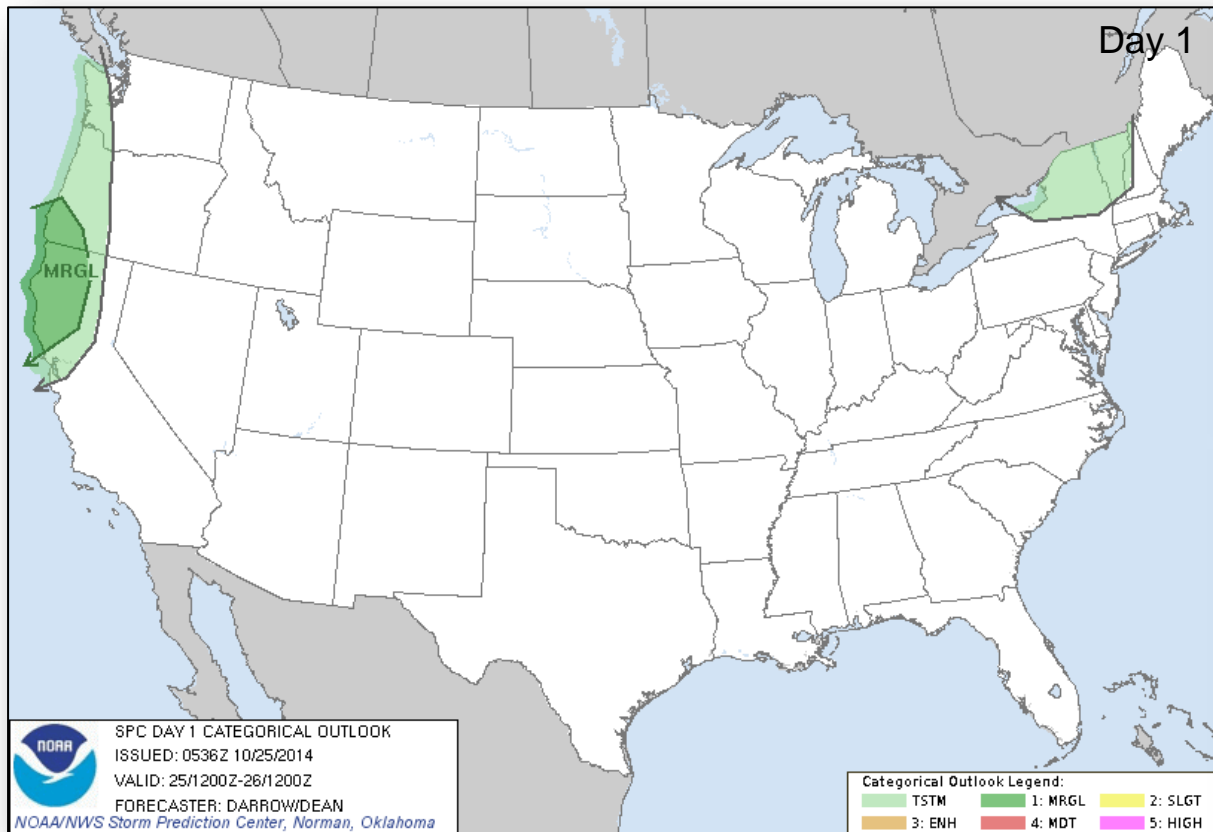 Day 1
MRGL
NOAA
SPC DAY 1 CATEGORICAL OUTLOOK
ISSUED: 0536Z 10/25/2014
VALID: 25/1200Z-26/1200Z
FORECASTER: DARROW/DEAN
NOAA/NWS Storm Prediction Center, Norman, Oklahoma
Categorical Outlook Legend:
TSTM 1: MRGL 2: SLGT
3: ENH 4: MDT 5: HIGH